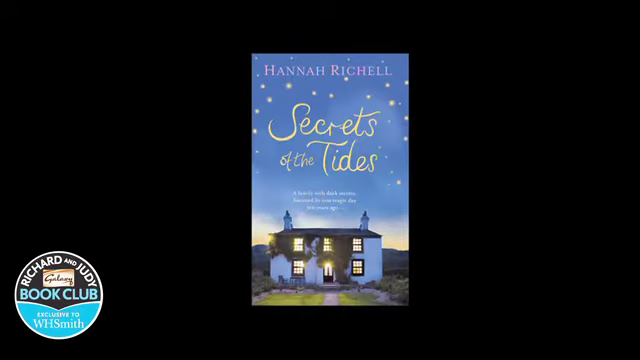 HANNAH RICHELL
Secrets
of the Tides
A family with dark secrets.
Haunted by one tragic day
ten years ago...
RICHARD AND JUDY
Galaxy
BOOK CLUB
EXCLUSIVE TO
WHSmith